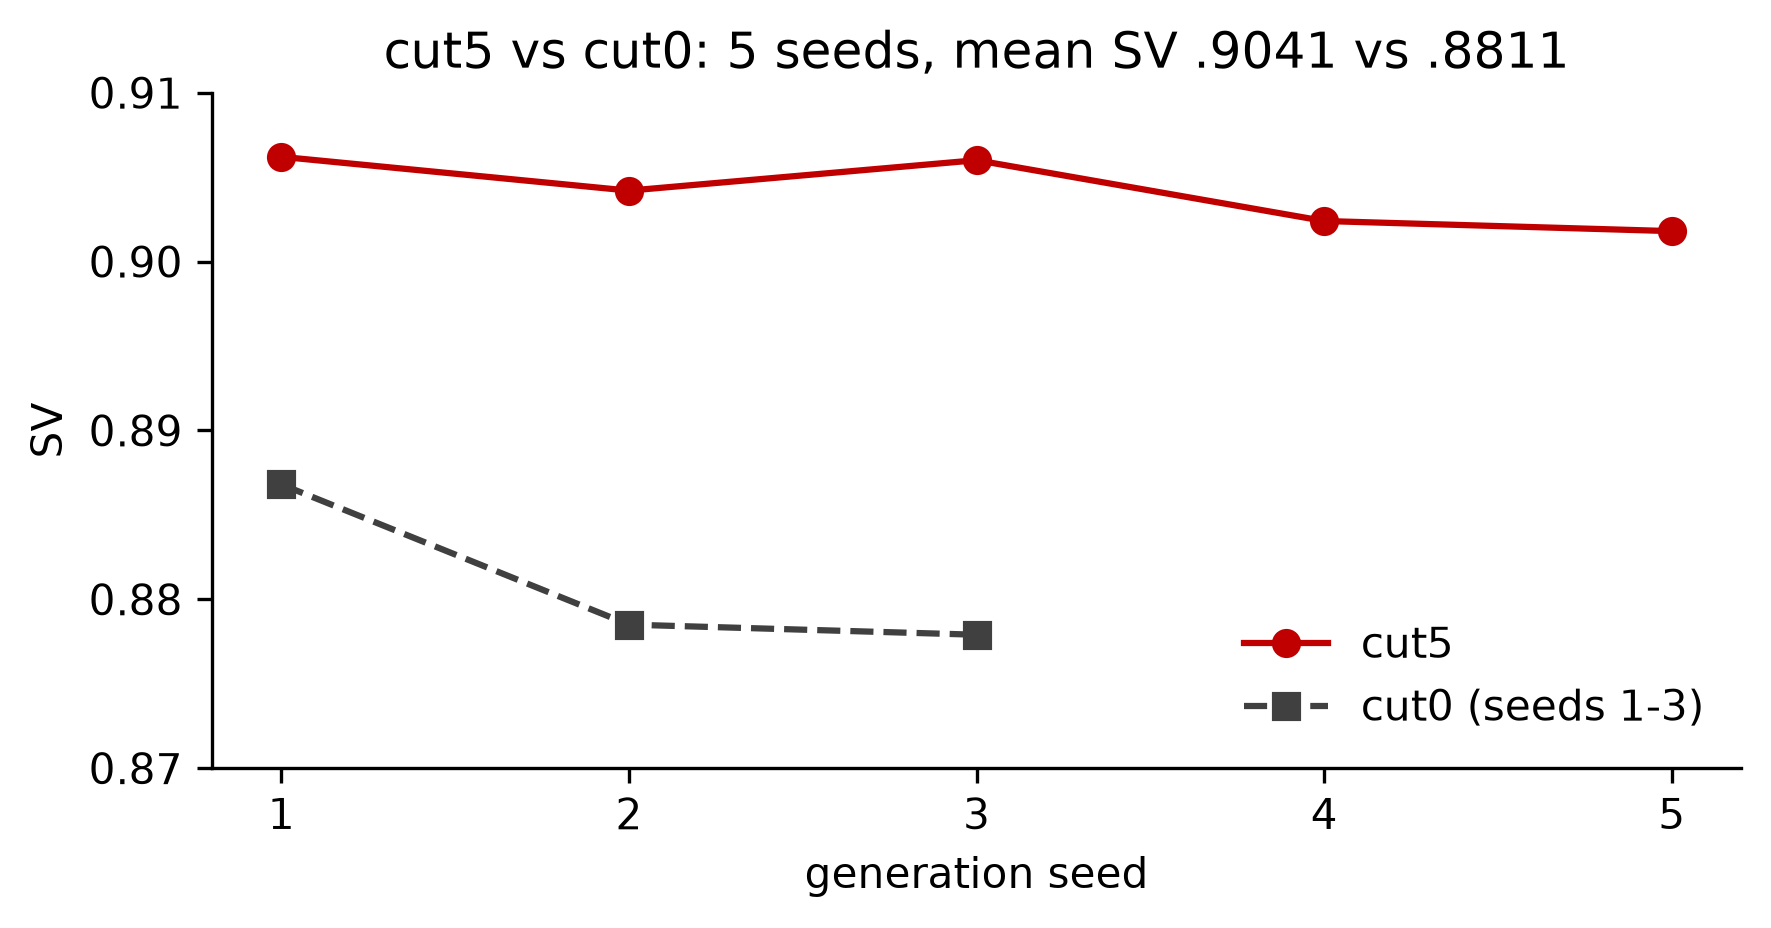 cut5 vs cut0: 5 seeds, mean SV .9041 vs .8811
0.91
0.90
0.89
0.88
0.87
SV
cut5
cut0 (seeds 1-3)
1 2 3 4 5
generation seed